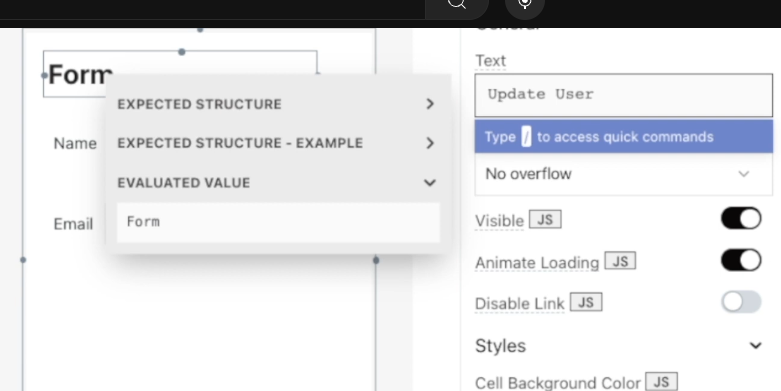 General
Form
Text
EXPECTED STRUCTURE
Update User
EXPECTED STRUCTURE - EXAMPLE
Type / to access quick commands
Name
EVALUATED VALUE
No overflow
Form
Email
Visible JS
Animate Loading JS
Disable Link JS
Styles
Cell Background Color JS